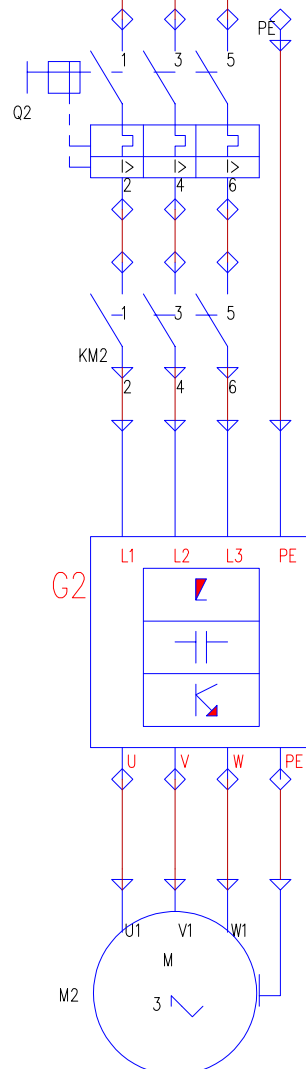 PE
1 3 5
Q2
I> I> I>
2 4 6
1 3 5
KM2
2 4 6
L1 L2 L3 PE
G2
U V W PE
U1 V1 W1
M
M2
3